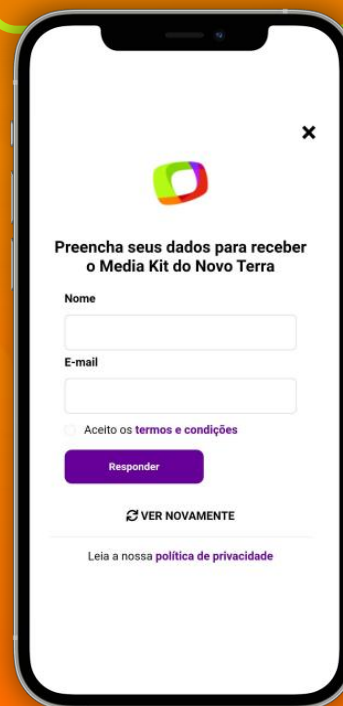 Preencha seus dados para receber
o Media Kit do Novo Terra
Nome
E-mail
Aceito os termos e condições
Responder
VER NOVAMENTE
Leia a nossa política de privacidade